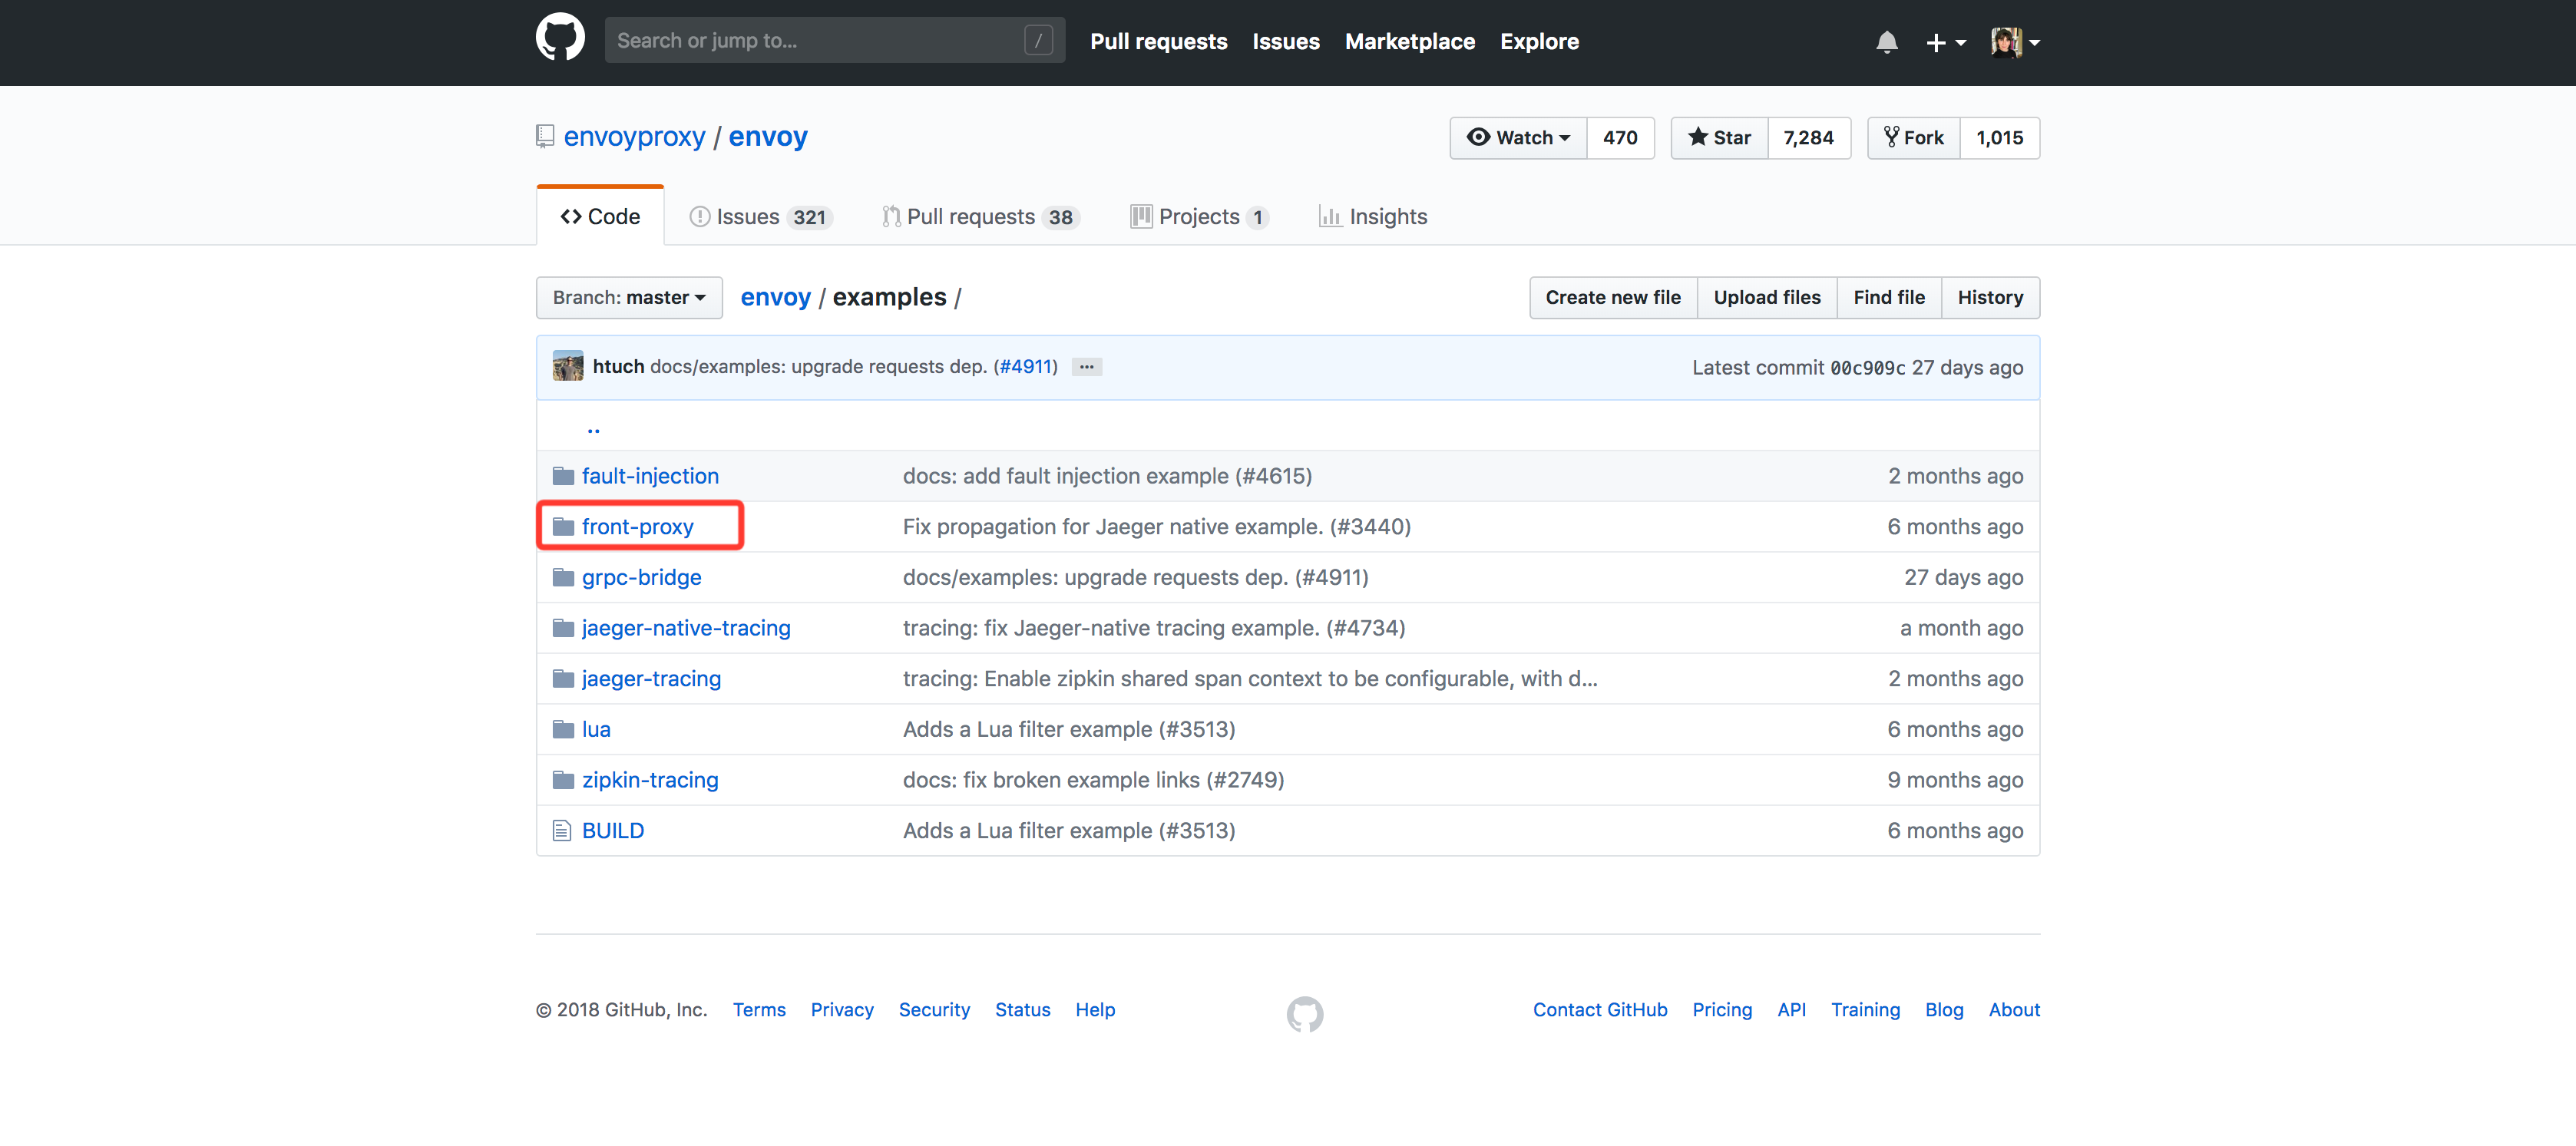 Search or jump to... / Pull requests Issues Marketplace Explore
envoyproxy / envoy Watch 470 Star 7,284 Fork 1,015
Code Issues 321 Pull requests 38 Projects 1 Insights
Branch: master envoy / examples / Create new file Upload files Find file History
htuch docs/examples: upgrade requests dep. (#4911) ... Latest commit 00c909c 27 days ago
..
fault-injection docs: add fault injection example (#4615) 2 months ago
front-proxy Fix propagation for Jaeger native example. (#3440) 6 months ago
grpc-bridge docs/examples: upgrade requests dep. (#4911) 27 days ago
jaeger-native-tracing tracing: fix Jaeger-native tracing example. (#4734) a month ago
jaeger-tracing tracing: Enable zipkin shared span context to be configurable, with d... 2 months ago
lua Adds a Lua filter example (#3513) 6 months ago
zipkin-tracing docs: fix broken example links (#2749) 9 months ago
BUILD Adds a Lua filter example (#3513) 6 months ago
© 2018 GitHub, Inc. Terms Privacy Security Status Help Contact GitHub Pricing API Training Blog About